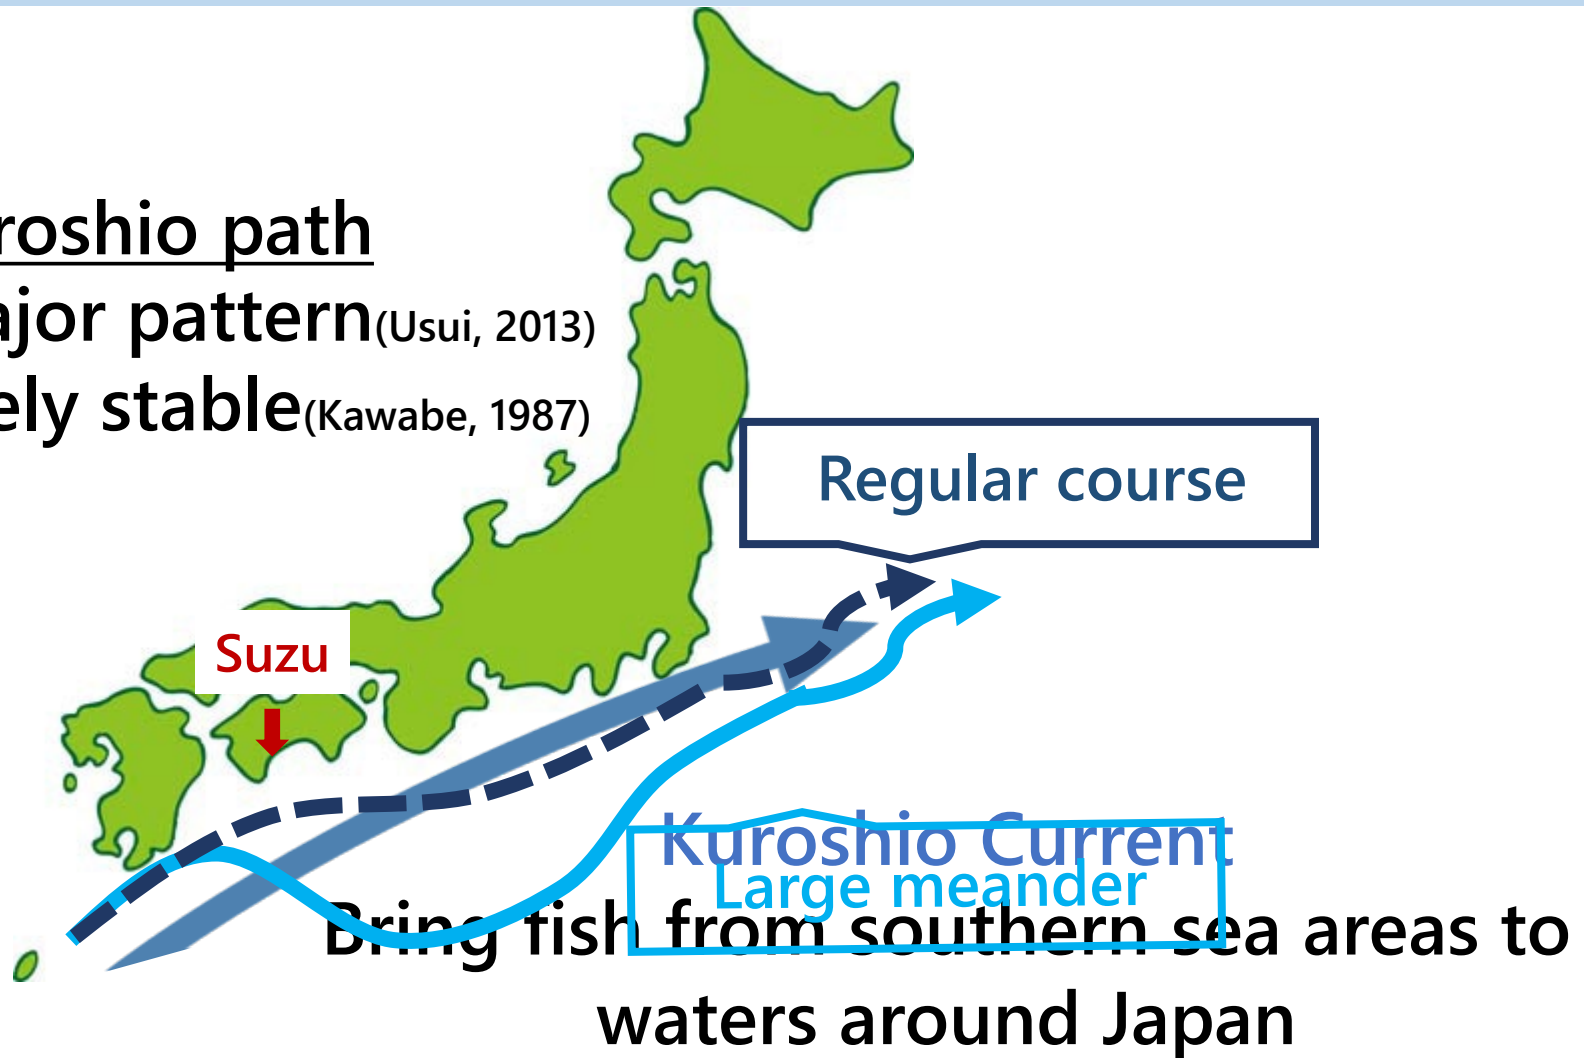 roshio path
ajor pattern(Usui, 2013)
ely stable(Kawabe, 1987)
Regular course
Suzu
Kuroshio Current
Large meander
Bring fish from southern sea areas to
waters around Japan